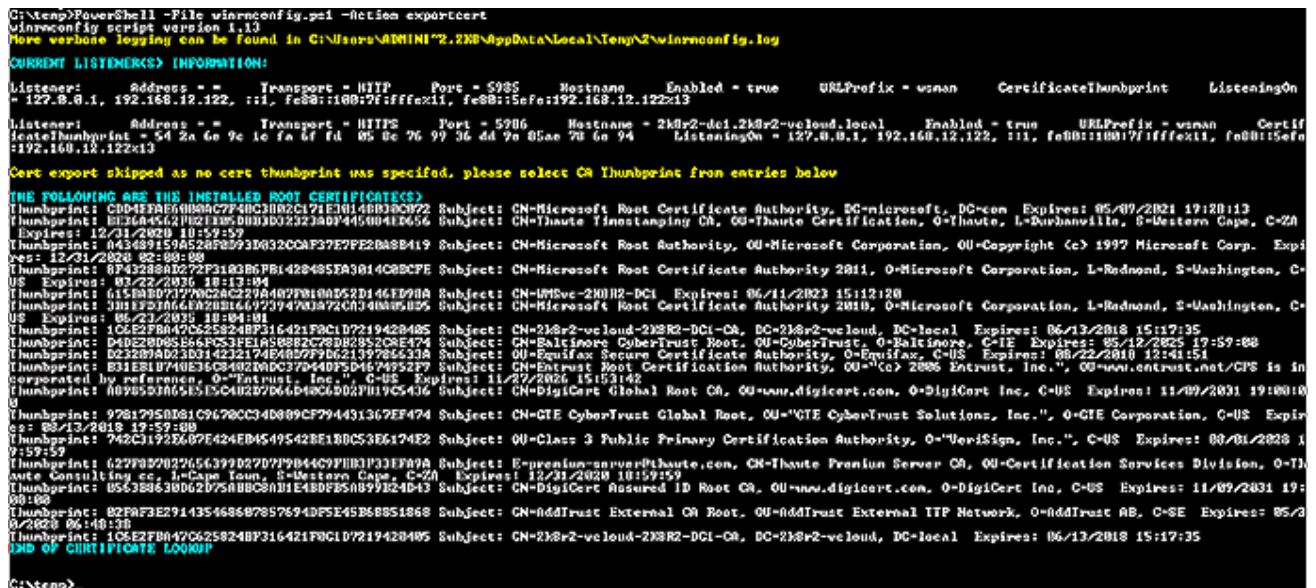 C:\temp>PowerShell -File winrmconfig.ps1 -Action exportcert
winrmconfig script version 1.13
More verbose logging can be found in C:\Users\ADMINI~2.2K8\AppData\Local\Temp\2\winrmconfig.log
CURRENT LISTENER(S) INFORMATION:
Listener: Address = * Transport = HTTP Port = 5985 Hostname Enabled = true URLPrefix = wsman CertificateThumbprint ListeningOn
= 127.0.0.1, 192.168.12.122, ::1, fe80::100:7f:fffe%11, fe80::5efe:192.168.12.122%13
Listener: Address = * Transport = HTTPS Port = 5986 Hostname = 2k8r2-dc1.2k8r2-vcloud.local Enabled = true URLPrefix = wsman Certif
icateThumbprint = ListeningOn = 127.0.0.1, 192.168.12.122, ::1, fe80::100:7f:fffe%11, fe80::5efe
:192.168.12.122%13
Cert export skipped as no cert thumbprint was specifed, please select CA Thumbprint from entries below
THE FOLLOWING ARE THE INSTALLED ROOT CERTIFICATE(S)
Thumbprint: Subject: CN=Microsoft Root Certificate Authority, DC=microsoft, DC=com Expires: 05/09/2021 19:28:13
Thumbprint: Subject: CN=Thawte Timestamping CA, OU=Thawte Certification, O=Thawte, L=Durbanville, S=Western Cape, C=ZA
Expires: 12/31/2020 18:59:59
Thumbprint: Subject: CN=Microsoft Root Authority, OU=Microsoft Corporation, OU=Copyright (c) 1997 Microsoft Corp. Expi
res: 12/31/2020 02:00:00
Thumbprint: Subject: CN=Microsoft Root Certificate Authority 2011, O=Microsoft Corporation, L=Redmond, S=Washington, C=
US Expires: 03/22/2036 18:13:04
Thumbprint: Subject: CN=WMSvc-2K8R2-DC1 Expires: 06/11/2023 15:12:20
Thumbprint: Subject: CN=Microsoft Root Certificate Authority 2010, O=Microsoft Corporation, L=Redmond, S=Washington, C=
US Expires: 06/23/2035 18:04:01
Thumbprint: Subject: CN=2k8r2-vcloud-2K8R2-DC1-CA, DC=2k8r2-vcloud, DC=local Expires: 06/13/2018 15:17:35
Thumbprint: Subject: CN=Baltimore CyberTrust Root, OU=CyberTrust, O=Baltimore, C=IE Expires: 05/12/2025 19:59:00
Thumbprint: Subject: OU=Equifax Secure Certificate Authority, O=Equifax, C=US Expires: 08/22/2018 12:41:51
Thumbprint: Subject: CN=Entrust Root Certification Authority, OU="(c) 2006 Entrust, Inc.", OU=www.entrust.net/CPS is in
corporated by reference, O="Entrust, Inc.", C=US Expires: 11/27/2026 15:53:42
Thumbprint: Subject: CN=DigiCert Global Root CA, OU=www.digicert.com, O=DigiCert Inc, C=US Expires: 11/09/2031 19:00:0
0
Thumbprint: Subject: CN=GTE CyberTrust Global Root, OU="GTE CyberTrust Solutions, Inc.", O=GTE Corporation, C=US Expir
es: 08/13/2018 19:59:00
Thumbprint: Subject: OU=Class 3 Public Primary Certification Authority, O="VeriSign, Inc.", C=US Expires: 08/01/2028 1
9:59:59
Thumbprint: Subject: E=premium-server@thawte.com, CN=Thawte Premium Server CA, OU=Certification Services Division, O=Th
awte Consulting cc, L=Cape Town, S=Western Cape, C=ZA Expires: 12/31/2020 18:59:59
Thumbprint: Subject: CN=DigiCert Assured ID Root CA, OU=www.digicert.com, O=DigiCert Inc, C=US Expires: 11/09/2031 19:
00:00
Thumbprint: Subject: CN=AddTrust External CA Root, OU=AddTrust External TTP Network, O=AddTrust AB, C=SE Expires: 05/3
0/2020 06:48:38
Thumbprint: Subject: CN=2k8r2-vcloud-2K8R2-DC1-CA, DC=2k8r2-vcloud, DC=local Expires: 06/13/2018 15:17:35
END OF CERTIFICATE LOOKUP
C:\temp>_